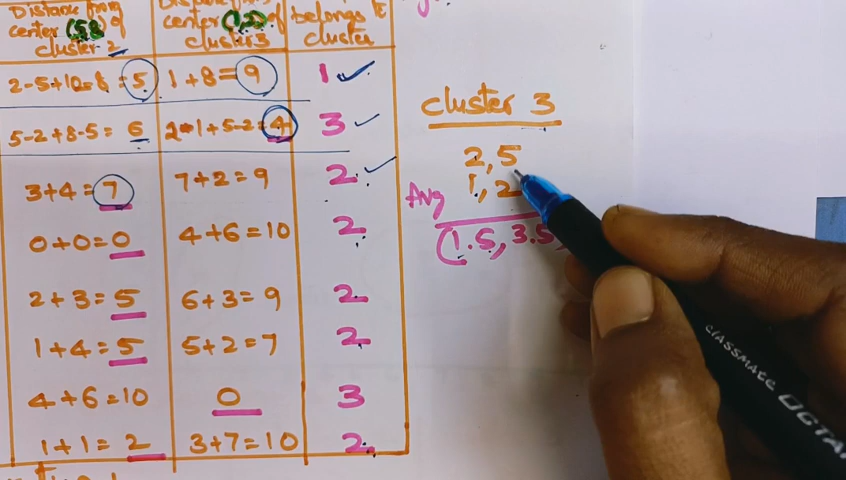 Distance from
center (5,8) of
cluster-2
center (1,2) of
cluster3
belongs to
cluster
2-5+10-8=5 1+8=9 1
5-2+8-5=6 2-1+5-2=4 3
3+4=7 7+2=9 2
0+0=0 4+6=10 2
2+3=5 6+3=9 2
1+4=5 5+2=7 2
4+6=10 0 3
1+1=2 3+7=10 2
cluster 3
2,5
1,2
Avg
(1.5,3.5)
CLASSMATE OCTA